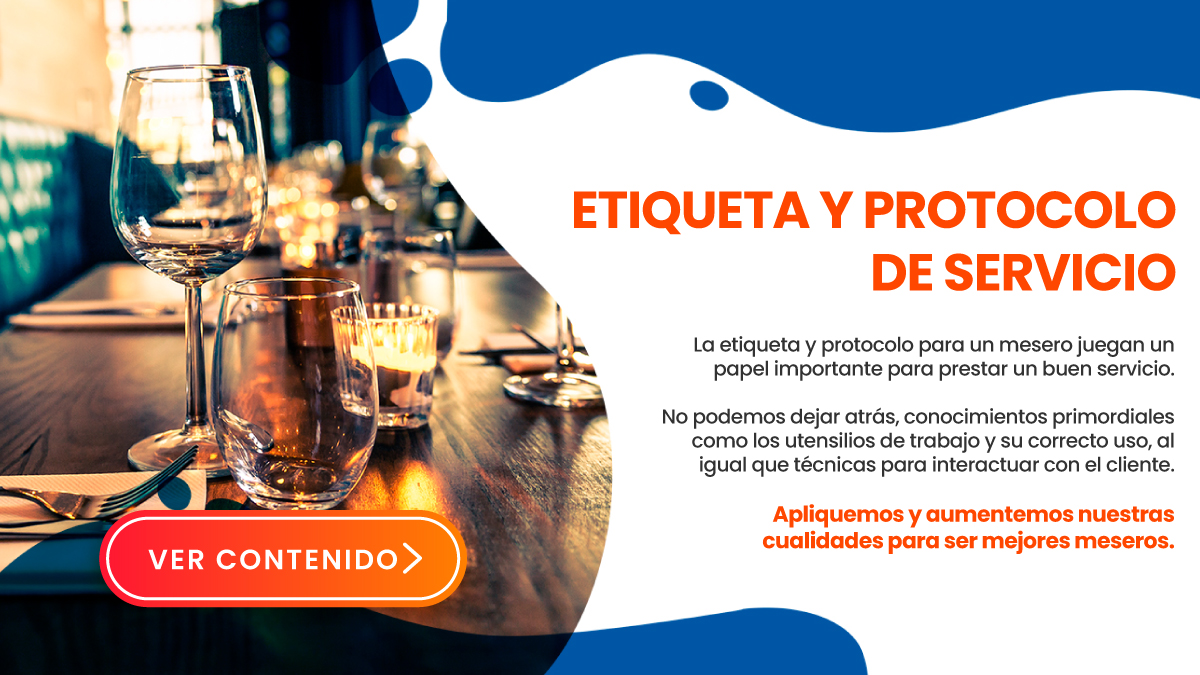 ETIQUETA Y PROTOCOLO
DE SERVICIO
La etiqueta y protocolo para un mesero juegan un
papel importante para prestar un buen servicio.
No podemos dejar atrás, conocimientos primordiales
como los utensilios de trabajo y su correcto uso, al
igual que técnicas para interactuar con el cliente.
Apliquemos y aumentemos nuestras
cualidades para ser mejores meseros.
VER CONTENIDO